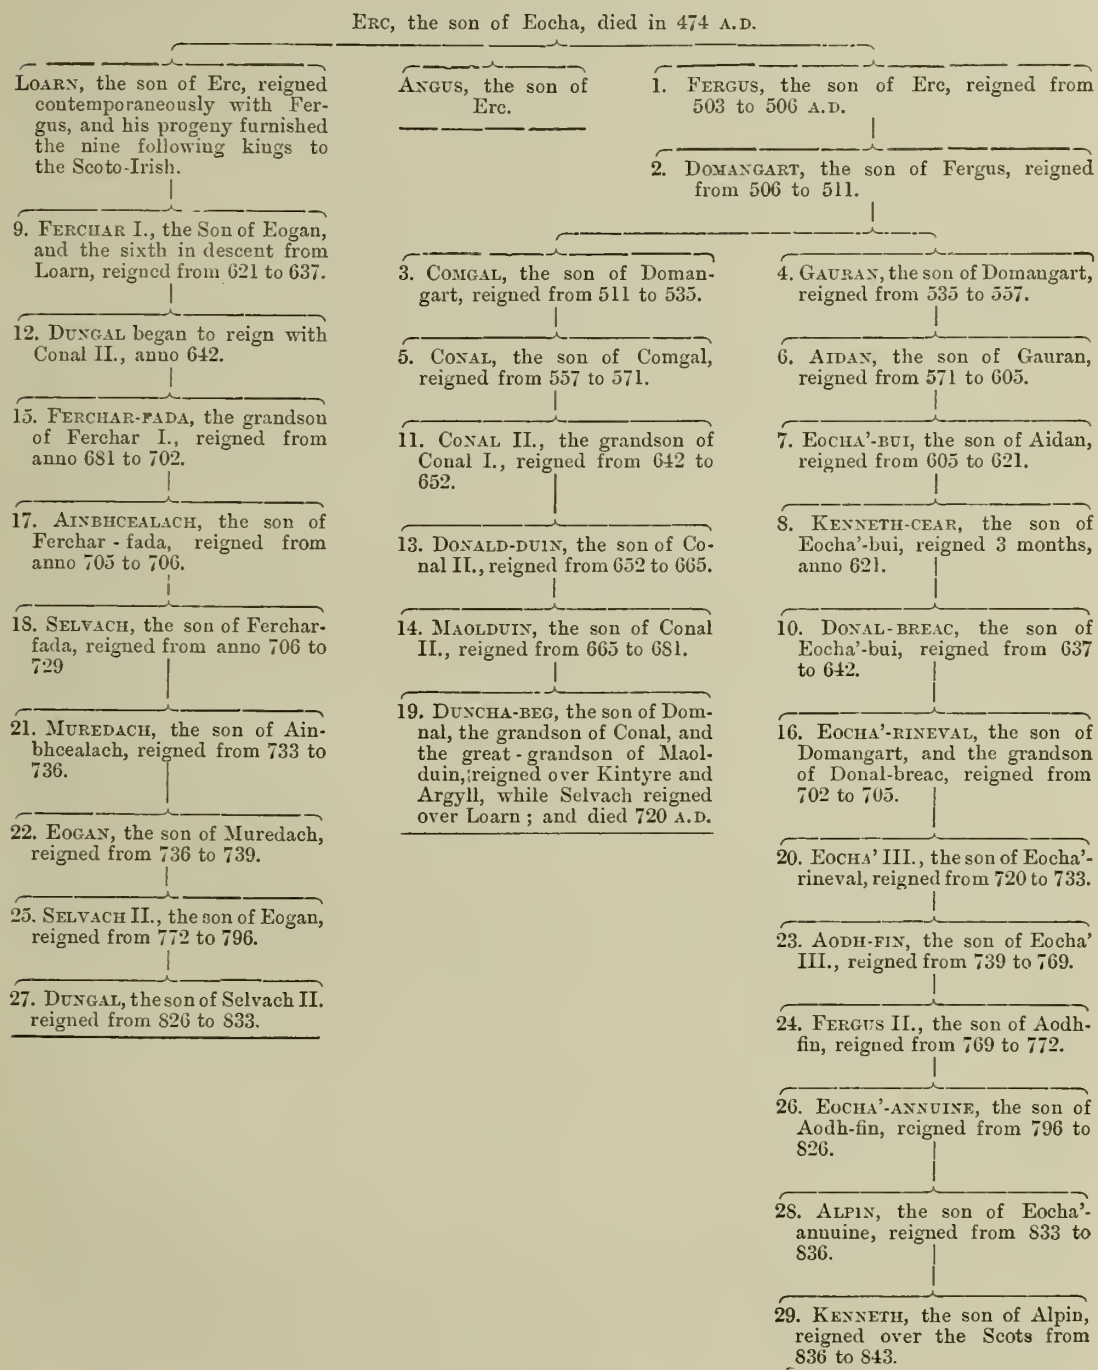 ERC, the son of Eocha, died in 474 A.D.
LOARN, the son of Erc, reigned
contemporaneously with Fer-
gus, and his progeny furnished
the nine following kings to
the Scoto-Irish.
9. FERCHAR I., the Son of Eogan,
and the sixth in descent from
Loarn, reigned from 621 to 637.
12. DUNGAL began to reign with
Conal II., anno 642.
15. FERCHAR-FADA, the grandson
of Ferchar I., reigned from
anno 681 to 702.
17. AINBHCEALACH, the son of
Ferchar-fada, reigned from
anno 705 to 706.
18. SELVACH, the son of Ferchar-
fada, reigned from anno 706 to
729
21. MUREDACH, the son of Ain-
bhcealach, reigned from 733 to
736.
22. EOGAN, the son of Muredach,
reigned from 736 to 739.
25. SELVACH II., the son of Eogan,
reigned from 772 to 796.
27. DUNGAL, the son of Selvach II.
reigned from 826 to 833.
ANGUS, the son of
Erc.
1. FERGUS, the son of Erc, reigned from
503 to 506 A.D.
2. DOMANGART, the son of Fergus, reigned
from 506 to 511.
3. COMGAL, the son of Doman-
gart, reigned from 511 to 535.
5. CONAL, the son of Comgal,
reigned from 557 to 571.
11. CONAL II., the grandson of
Conal I., reigned from 642 to
652.
13. DONALD-DUIN, the son of Co-
nal II., reigned from 652 to 665.
14. MAOLDUIN, the son of Conal
II., reigned from 665 to 681.
19. DUNCHA-BEG, the son of Dom-
nal, the grandson of Conal, and
the great-grandson of Maol-
duin, reigned over Kintyre and
Argyll, while Selvach reigned
over Loarn; and died 720 A.D.
4. GAURAN, the son of Domangart,
reigned from 535 to 557.
6. AIDAN, the son of Gauran,
reigned from 571 to 605.
7. EOCHA'-BUI, the son of Aidan,
reigned from 605 to 621.
8. KENNETH-CEAR, the son of
Eocha'-bui, reigned 3 months,
anno 621.
10. DONAL-BREAC, the son of
Eocha'-bui, reigned from 637
to 642.
16. EOCHA'-RINEVAL, the son of
Domangart, and the grandson
of Donal-breac, reigned from
702 to 705.
20. EOCHA' III., the son of Eocha'-
rineval, reigned from 720 to 733.
23. AODH-FIN, the son of Eocha'
III., reigned from 739 to 769.
24. FERGUS II., the son of Aodh-
fin, reigned from 769 to 772.
26. EOCHA'-ANNUINE, the son of
Aodh-fin, reigned from 796 to
826.
28. ALPIN, the son of Eocha'-
annuine, reigned from 833 to
836.
29. KENNETH, the son of Alpin,
reigned over the Scots from
836 to 843.